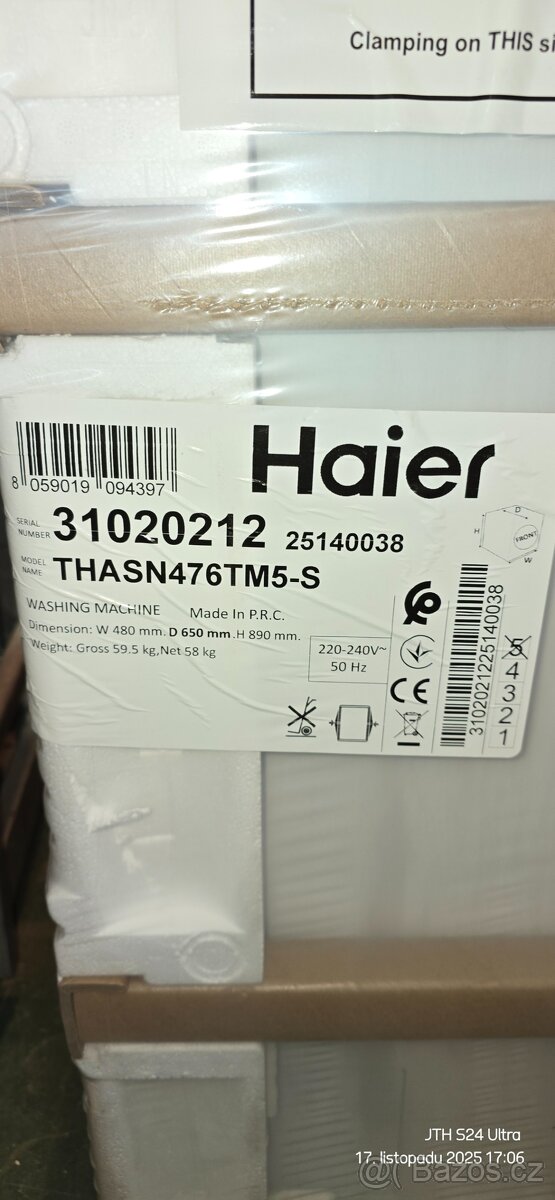 Clamping on THIS si
Haier
8 059019 094397
SERIAL NUMBER 31020212 25140038
MODEL NAME THASN476TM5-S
WASHING MACHINE Made In P.R.C.
Dimension: W 480 mm. D 650 mm .H 890 mm.
Weight: Gross 59.5 kg,Net 58 kg
220-240V~
50 Hz
D
H
FRONT
W
CE
3102021225140038
5
4
3
2
1
JTH S24 Ultra
17. listopadu 2025 17:06
@Bazoš.cz